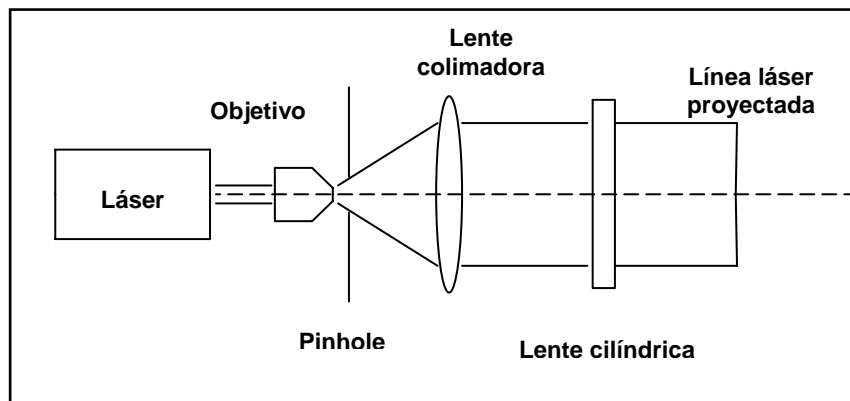 Lente
colimadora
Línea láser
proyectada
Objetivo
Láser
Pinhole
Lente cilíndrica